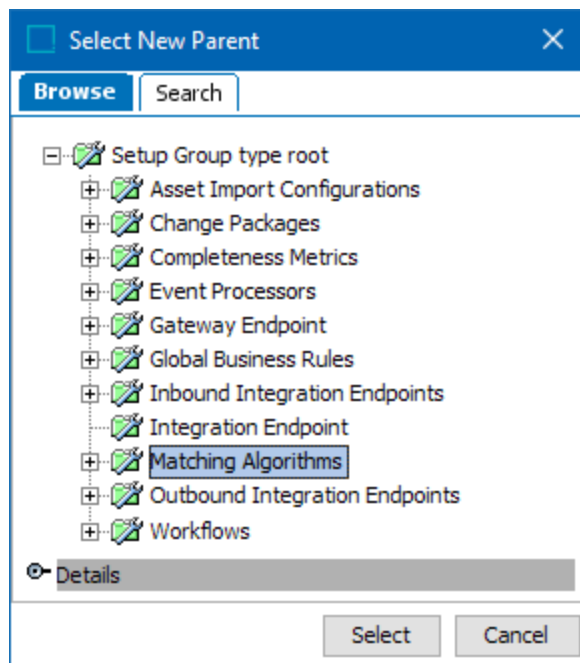 Select New Parent
Browse Search
Setup Group type root
Asset Import Configurations
Change Packages
Completeness Metrics
Event Processors
Gateway Endpoint
Global Business Rules
Inbound Integration Endpoints
Integration Endpoint
Matching Algorithms
Outbound Integration Endpoints
Workflows
Details
Select Cancel